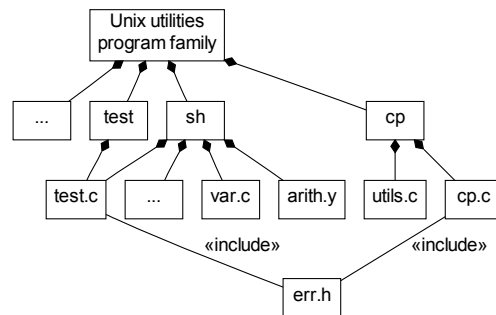 Unix utilities
program family
...
test
sh
cp
test.c
...
var.c
arith.y
utils.c
cp.c
«include»
«include»
err.h